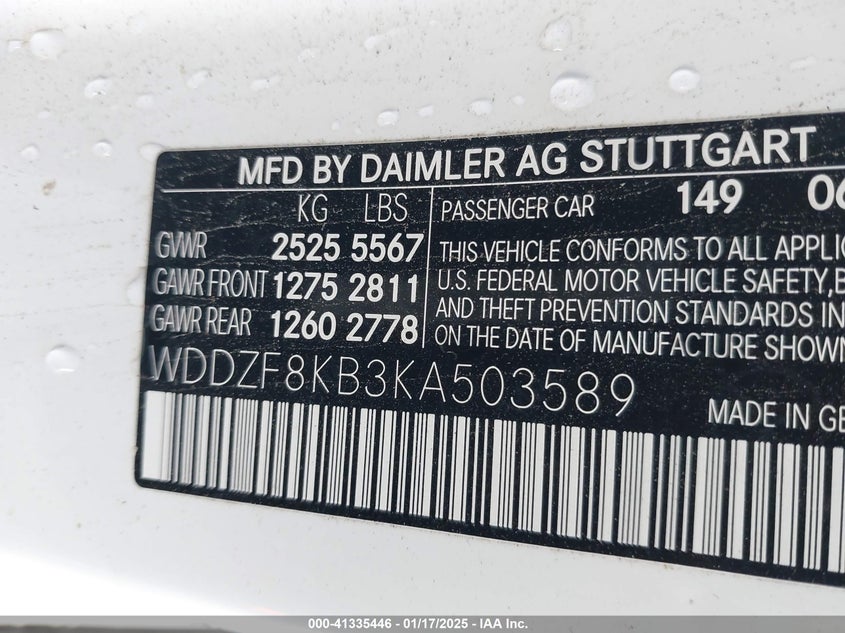 MFD BY DAIMLER AG STUTTGART
KG LBS
GVWR 2525 5567
GAWR FRONT 1275 2811
GAWR REAR 1260 2778
PASSENGER CAR 149 06
THIS VEHICLE CONFORMS TO ALL APPLIC
U.S. FEDERAL MOTOR VEHICLE SAFETY, B
AND THEFT PREVENTION STANDARDS IN
ON THE DATE OF MANUFACTURE SHOWN
WDDZF8KB3KA503589
MADE IN GE
000-41335446 - 01/17/2025 - IAA Inc.